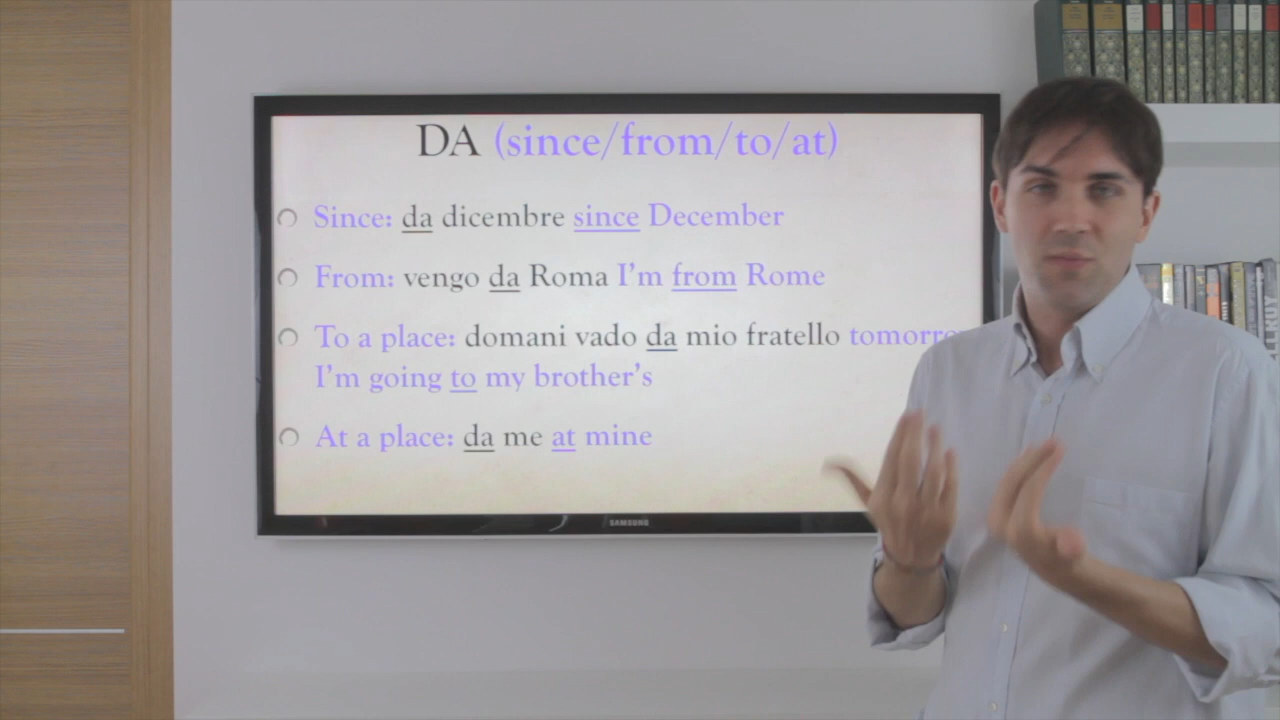 DA (since/from/to/at)
Since: da dicembre since December
From: vengo da Roma I'm from Rome
To a place: domani vado da mio fratello
I'm going to my brother's
At a place: da me at mine
SAMSUNG